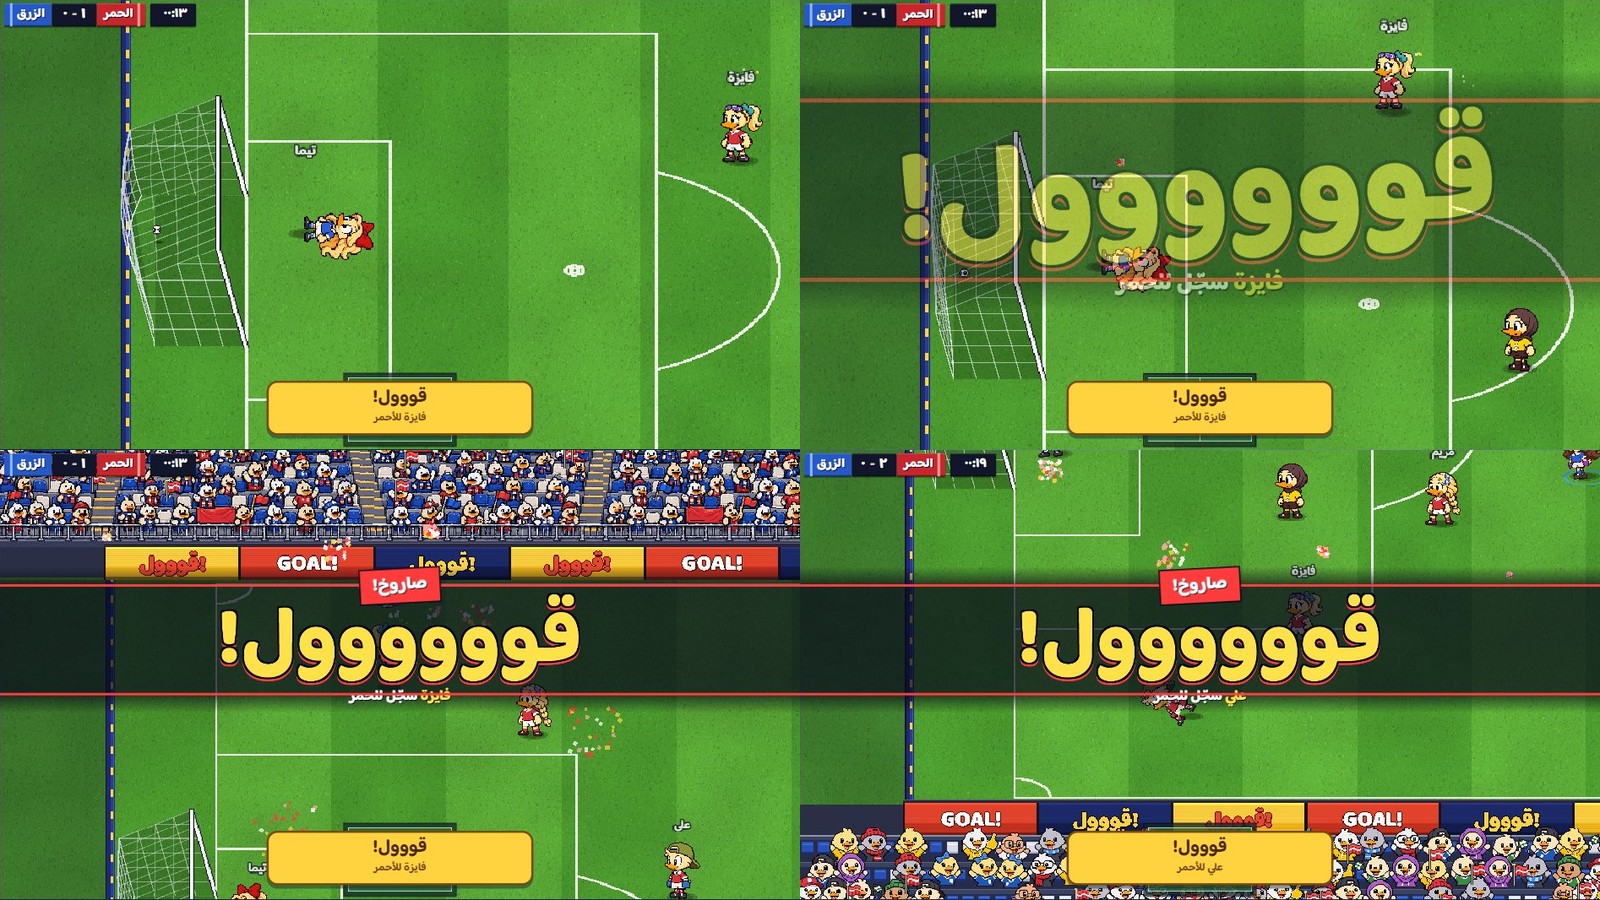 الزرق ١ - ٠ الحمر ٠٠:١٣
فايزة
تيما
قووول!
فايزة للأحمر
الزرق ١ - ٠ الحمر ٠٠:١٣
فايزة
قوووووول!
تيما
فايزة سجّل للحمر
قووول!
فايزة للأحمر
الزرق ١ - ٠ الحمر ٠٠:١٣
قووول! GOAL! قووول! قووول! GOAL!
صاروخ!
قوووووول!
فايزة سجّل للحمر
علي
تيما
قووول!
فايزة للأحمر
الزرق ٢ - ٠ الحمر ٠٠:١٩
مريم
فايزة
صاروخ!
قوووووول!
علي سجّل للحمر
GOAL! قووول! قووول! GOAL! قووول!
قووول!
علي للأحمر